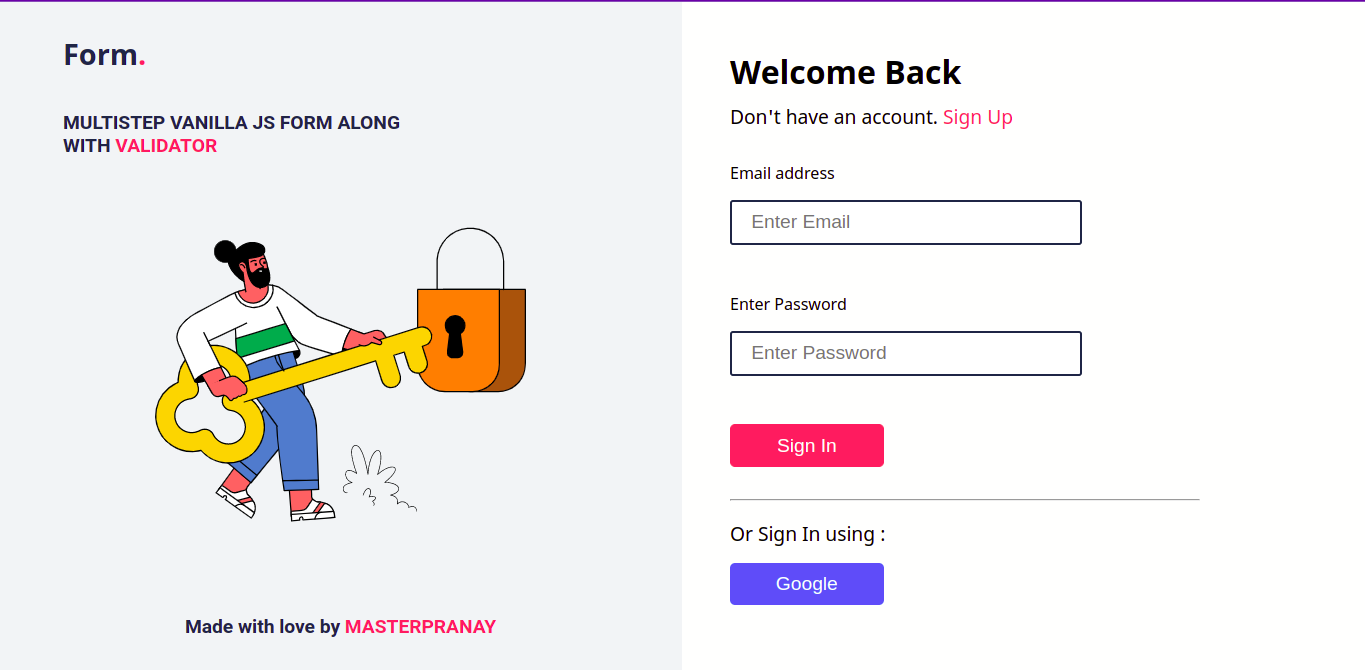 Form.
MULTISTEP VANILLA JS FORM ALONG
WITH VALIDATOR
Made with love by MASTERPRANAY
Welcome Back
Don't have an account. Sign Up
Email address
Enter Email
Enter Password
Enter Password
Sign In
Or Sign In using :
Google